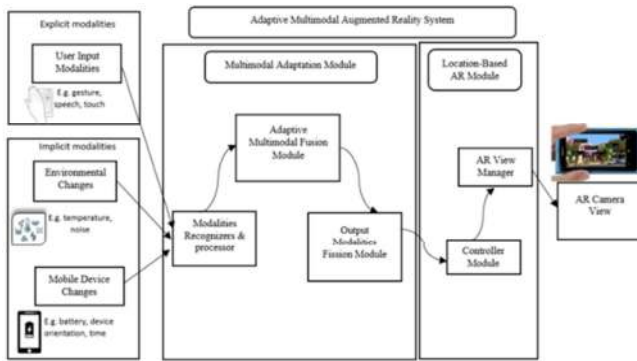 Adaptive Multimodal Augmented Reality System
Explicit modalities
User Input
Modalities
E.g. gesture,
speech, touch
Implicit modalities
Environmental
Changes
E.g. temperature,
noise
Mobile Device
Changes
E.g. battery, device
orientation, time
Multimodal Adaptation Module
Adaptive
Multimodal Fusion
Module
Modalities
Recognizers &
processor
Output
Modalities
Fission Module
Location-Based
AR Module
AR View
Manager
Controller
Module
AR Camera
View